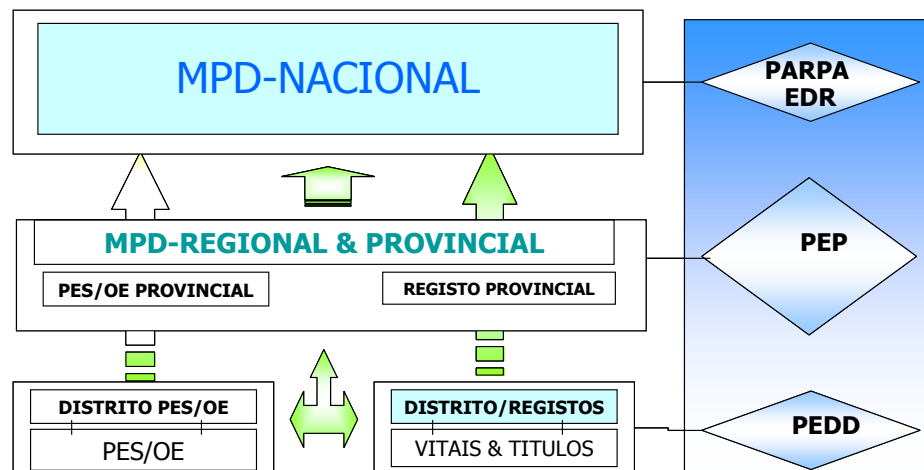 MPD-NACIONAL
PARPA
EDR
MPD-REGIONAL & PROVINCIAL
PES/OE PROVINCIAL
REGISTO PROVINCIAL
PEP
DISTRITO PES/OE
PES/OE
DISTRITO/REGISTOS
VITAIS & TITULOS
PEDD